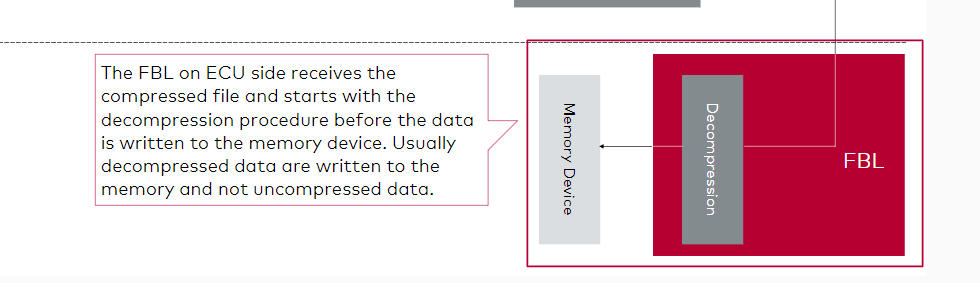 The FBL on ECU side receives the
compressed file and starts with the
decompression procedure before the data
is written to the memory device. Usually
decompressed data are written to the
memory and not uncompressed data.
Memory Device
Decompression
FBL